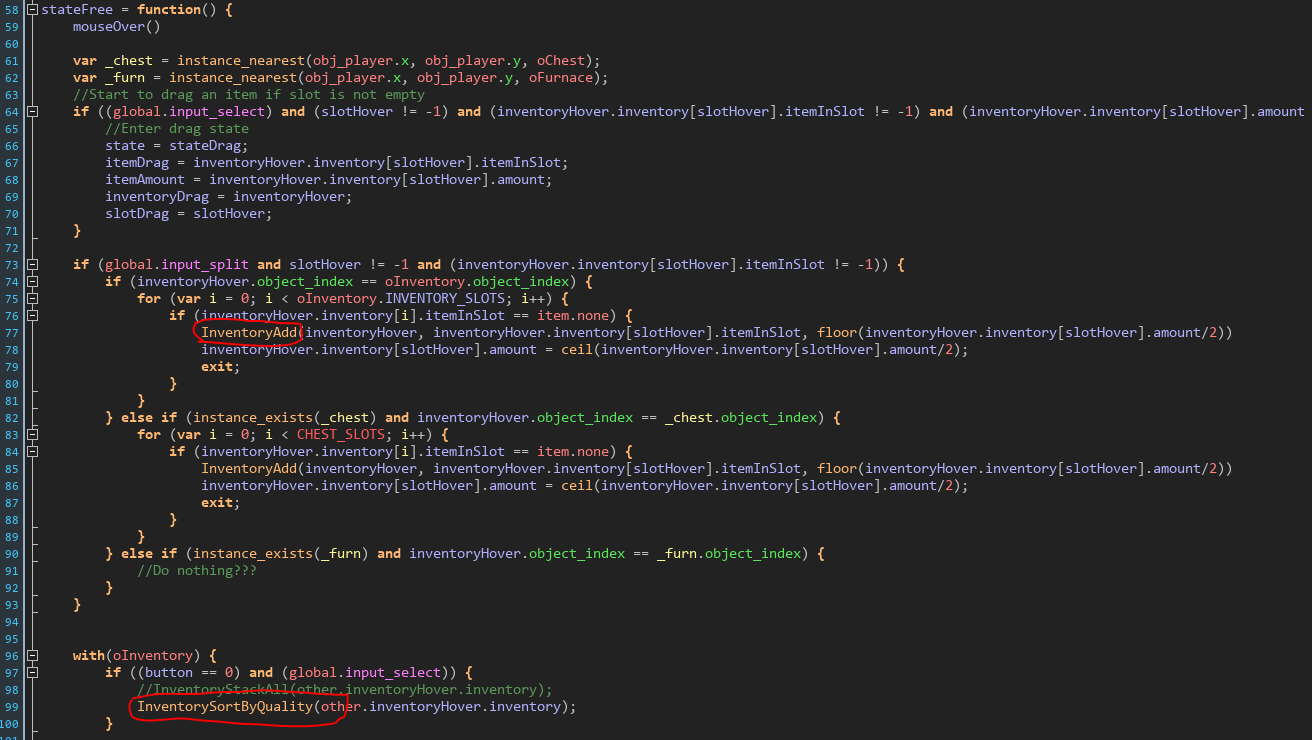 58 stateFree = function() {
59 mouseOver()
60
61 var _chest = instance_nearest(obj_player.x, obj_player.y, oChest);
62 var _furn = instance_nearest(obj_player.x, obj_player.y, oFurnace);
63 //Start to drag an item if slot is not empty
64 if ((global.input_select) and (slotHover != -1) and (inventoryHover.inventory[slotHover].itemInSlot != -1) and (inventoryHover.inventory[slotHover].amount
65 //Enter drag state
66 state = stateDrag;
67 itemDrag = inventoryHover.inventory[slotHover].itemInSlot;
68 itemAmount = inventoryHover.inventory[slotHover].amount;
69 inventoryDrag = inventoryHover;
70 slotDrag = slotHover;
71 }
72
73 if (global.input_split and slotHover != -1 and (inventoryHover.inventory[slotHover].itemInSlot != -1)) {
74 if (inventoryHover.object_index == oInventory.object_index) {
75 for (var i = 0; i < oInventory.INVENTORY_SLOTS; i++) {
76 if (inventoryHover.inventory[i].itemInSlot == item.none) {
77 InventoryAdd(inventoryHover, inventoryHover.inventory[slotHover].itemInSlot, floor(inventoryHover.inventory[slotHover].amount/2))
78 inventoryHover.inventory[slotHover].amount = ceil(inventoryHover.inventory[slotHover].amount/2);
79 exit;
80 }
81 }
82 } else if (instance_exists(_chest) and inventoryHover.object_index == _chest.object_index) {
83 for (var i = 0; i < CHEST_SLOTS; i++) {
84 if (inventoryHover.inventory[i].itemInSlot == item.none) {
85 InventoryAdd(inventoryHover, inventoryHover.inventory[slotHover].itemInSlot, floor(inventoryHover.inventory[slotHover].amount/2))
86 inventoryHover.inventory[slotHover].amount = ceil(inventoryHover.inventory[slotHover].amount/2);
87 exit;
88 }
89 }
90 } else if (instance_exists(_furn) and inventoryHover.object_index == _furn.object_index) {
91 //Do nothing???
92 }
93 }
94
95
96 with(oInventory) {
97 if ((button == 0) and (global.input_select)) {
98 //InventoryStackAll(other.inventoryHover.inventory);
99 InventorySortByQuality(other.inventoryHover.inventory);
100 }